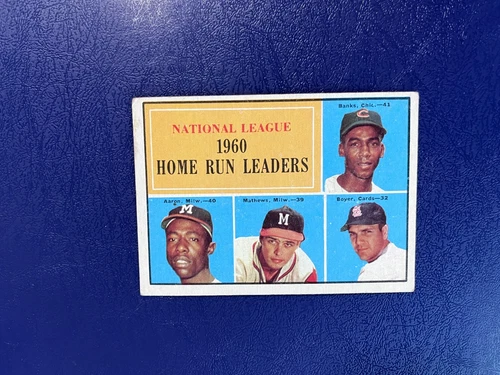 Banks, Chic.—41
NATIONAL LEAGUE
1960
HOME RUN LEADERS
Aaron, Milw.—40
Mathews, Milw.—39
Boyer, Cards—32
M
M